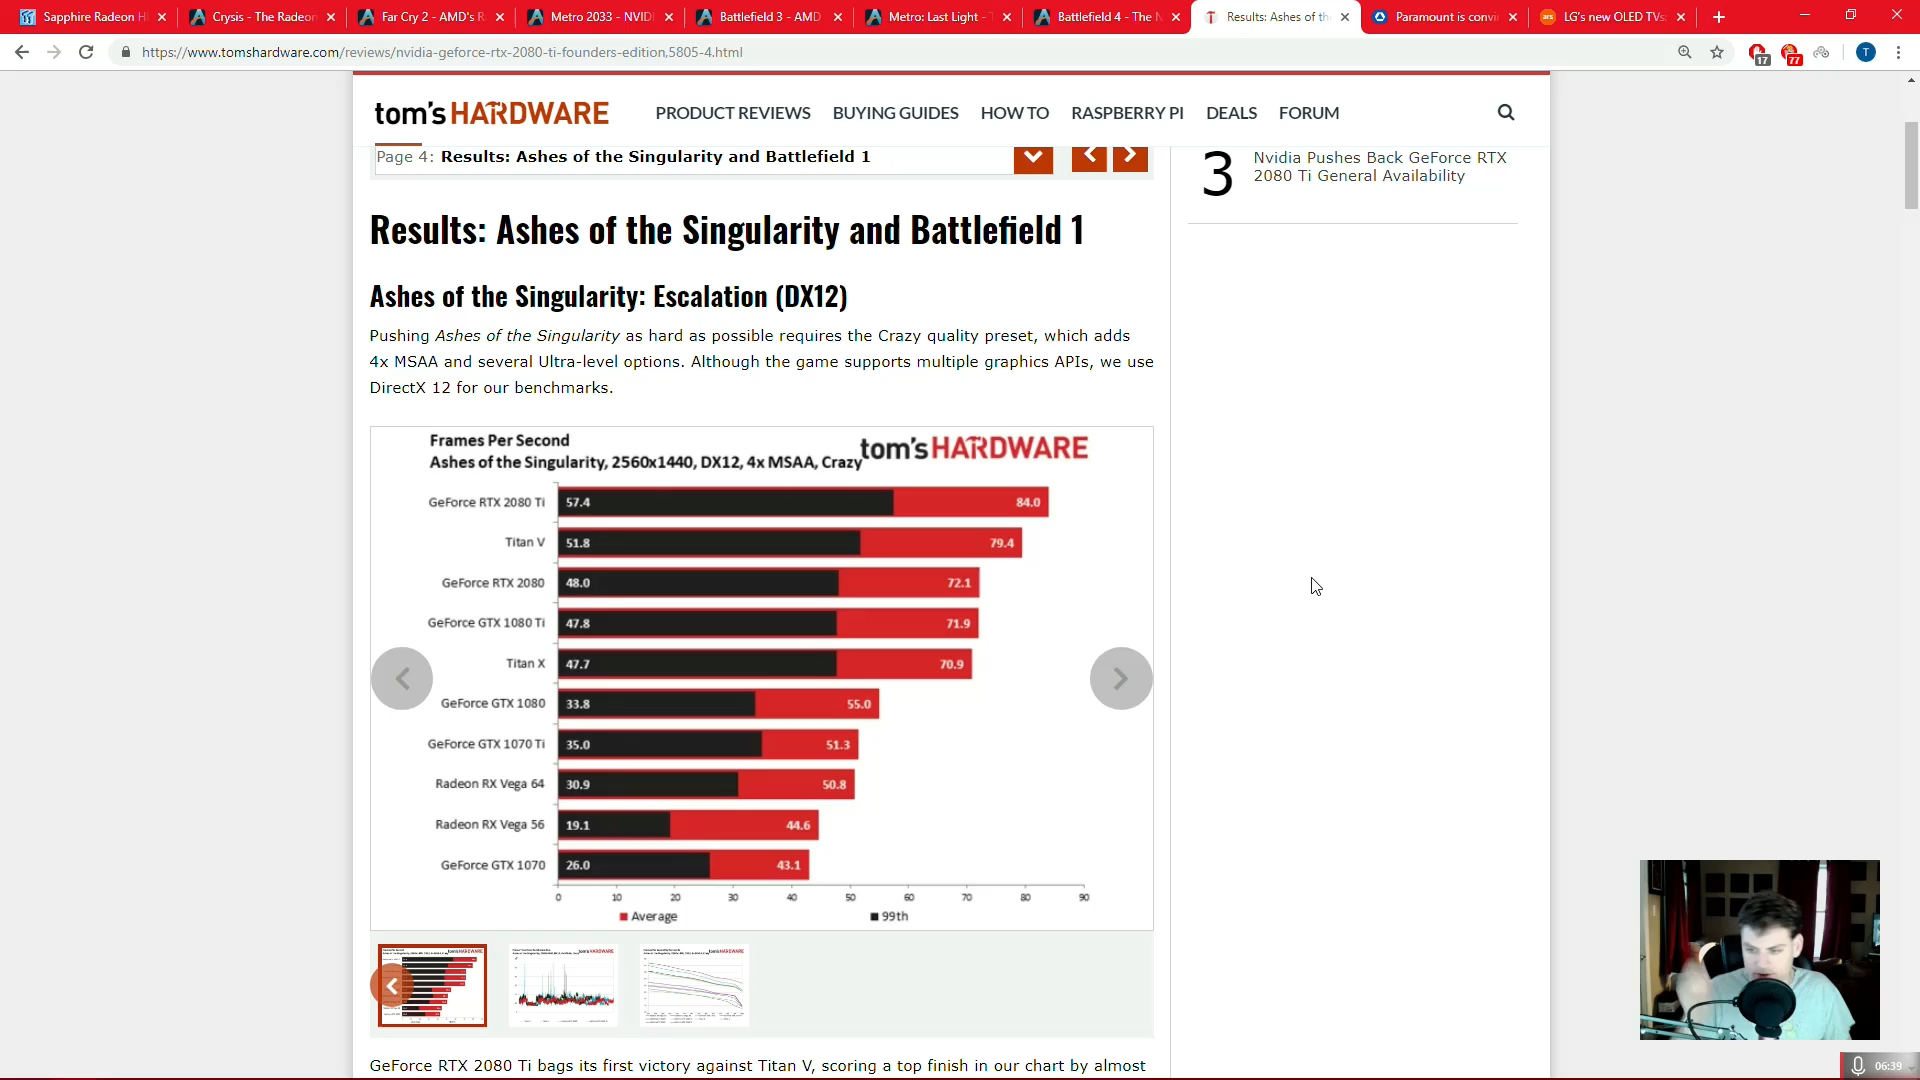 Sapphire Radeon H
Crysis - The Radeon
Far Cry 2 - AMD's R
Metro 2033 - NVIDI
Battlefield 3 - AMD
Metro: Last Light -
Battlefield 4 - The N
Results: Ashes of th
Paramount is convi
LG's new OLED TVs
https://www.tomshardware.com/reviews/nvidia-geforce-rtx-2080-ti-founders-edition,5805-4.html
17
77
T
tom's HARDWARE
PRODUCT REVIEWS
BUYING GUIDES
HOW TO
RASPBERRY PI
DEALS
FORUM
Page 4: Results: Ashes of the Singularity and Battlefield 1
3
Nvidia Pushes Back GeForce RTX
2080 Ti General Availability
Results: Ashes of the Singularity and Battlefield 1
Ashes of the Singularity: Escalation (DX12)
Pushing Ashes of the Singularity as hard as possible requires the Crazy quality preset, which adds
4x MSAA and several Ultra-level options. Although the game supports multiple graphics APIs, we use
DirectX 12 for our benchmarks.
Frames Per Second
Ashes of the Singularity, 2560x1440, DX12, 4x MSAA, Crazy
tom's HARDWARE
GeForce RTX 2080 Ti 57.4 84.0
Titan V 51.8 79.4
GeForce RTX 2080 48.0 72.1
GeForce GTX 1080 Ti 47.8 71.9
Titan X 47.7 70.9
GeForce GTX 1080 33.8 55.0
GeForce GTX 1070 Ti 35.0 51.3
Radeon RX Vega 64 30.9 50.8
Radeon RX Vega 56 19.1 44.6
GeForce GTX 1070 26.0 43.1
0 10 20 30 40 50 60 70 80 90
Average 99th
GeForce RTX 2080 Ti bags its first victory against Titan V, scoring a top finish in our chart by almost
06:39